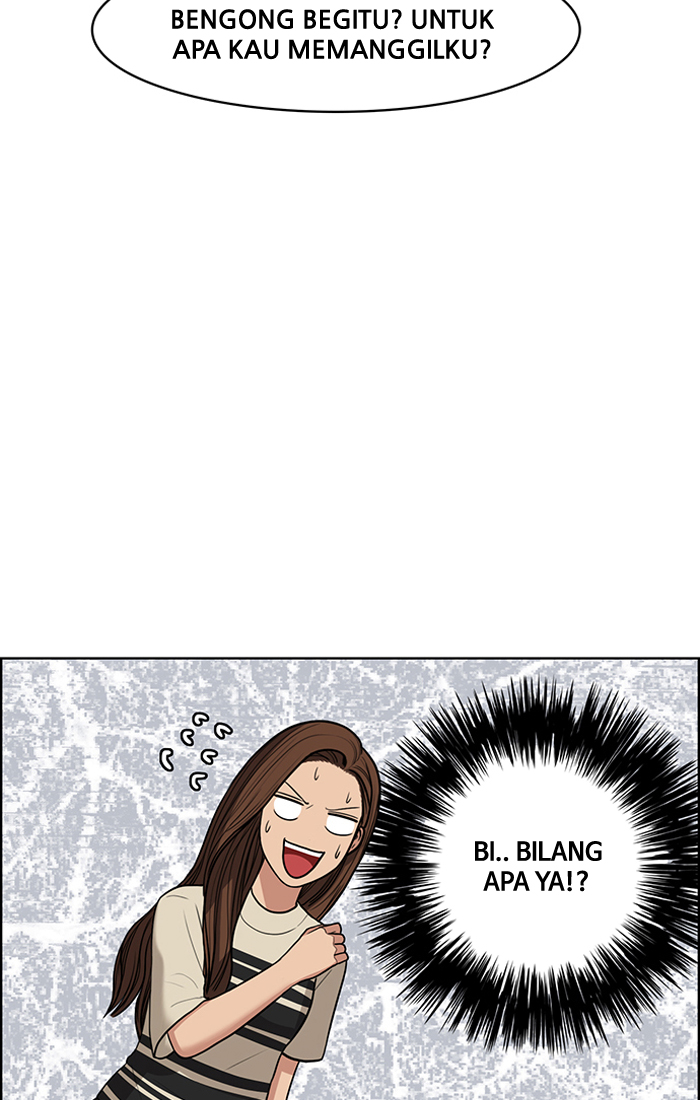 BENGONG BEGITU? UNTUK
APA KAU MEMANGGILKU?
BI.. BILANG
APA YA!?